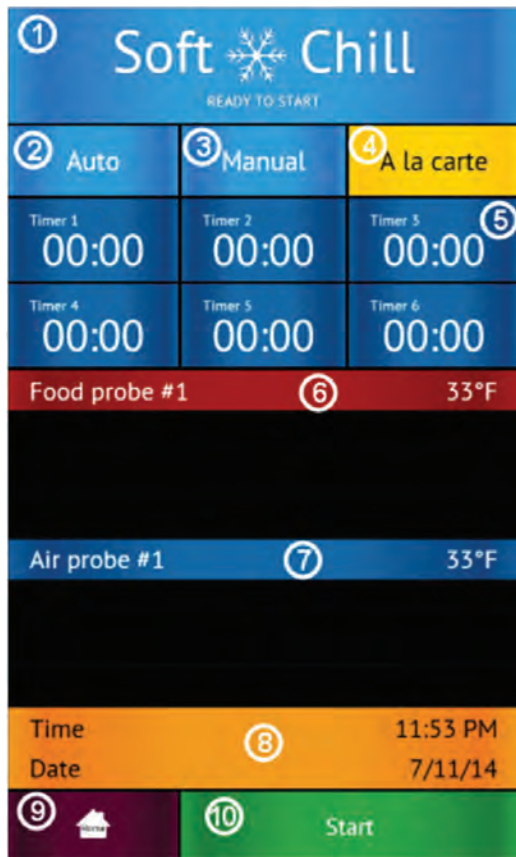 ① Soft Chill
READY TO START
② Auto ③ Manual ④ A la carte
Timer 1 Timer 2 Timer 3 ⑤
00:00 00:00 00:00
Timer 4 Timer 5 Timer 6
00:00 00:00 00:00
Food probe #1 ⑥ 33°F
Air probe #1 ⑦ 33°F
Time 11:53 PM
⑧
Date 7/11/14
⑨ Home ⑩ Start